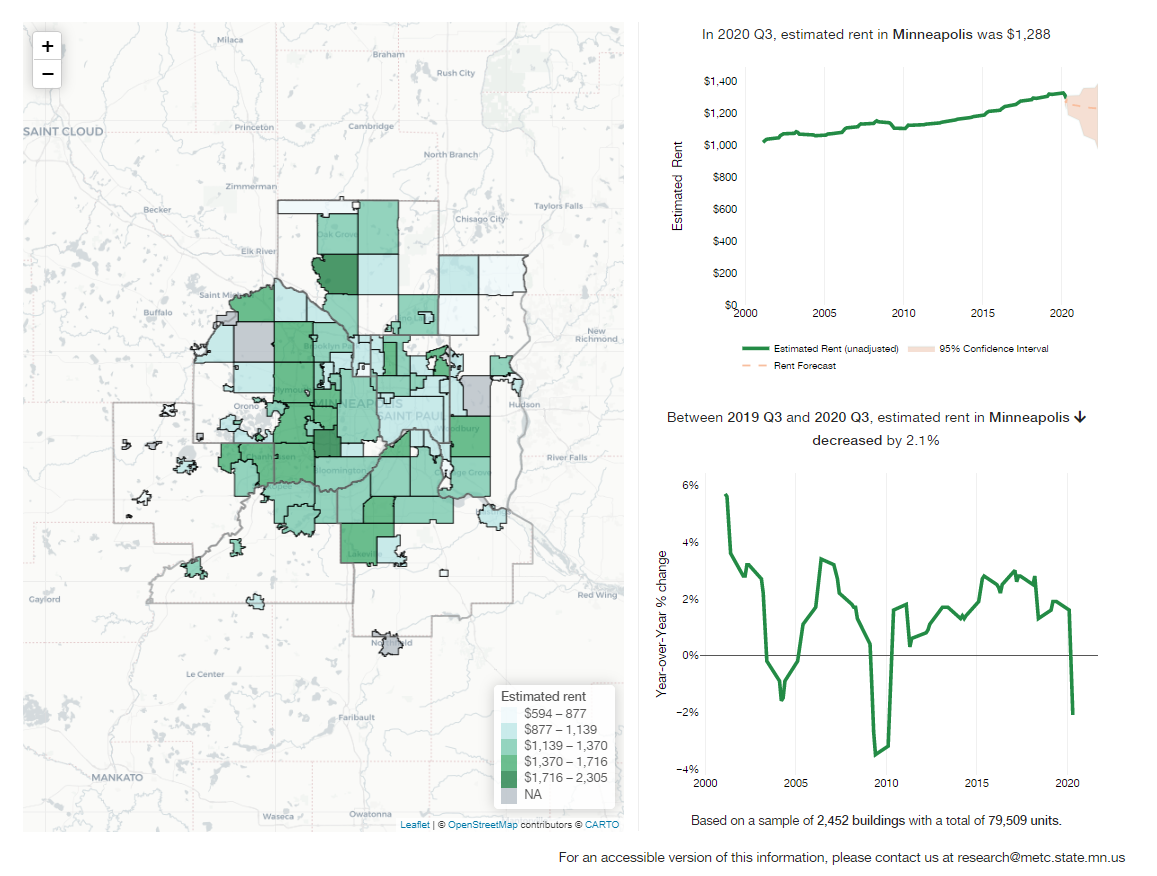 +
−
Milaca
Braham
Rush City
SAINT CLOUD
Princeton
Cambridge
North Branch
Zimmerman
Becker
Taylors Falls
Chisago City
Oak Grove
Elk River
Saint Mi
Buffalo
New
Richmond
Brooklyn Pa
Plymouth
Orono
MINNEAPOLIS
SAINT PAUL
Hudson
Woodbury
Chanhassen
Bloomington
Cottage Grove
River Falls
Lakeville
Gaylord
Red Wing
Northfield
Le Center
Faribault
MANKATO
Waseca
Owatonna
Estimated rent
$594 – 877
$877 – 1,139
$1,139 – 1,370
$1,370 – 1,716
$1,716 – 2,305
NA
Leaflet | © OpenStreetMap contributors © CARTO
In 2020 Q3, estimated rent in Minneapolis was $1,288
Estimated Rent
$1,400
$1,200
$1,000
$800
$600
$400
$200
$0
2000 2005 2010 2015 2020
Estimated Rent (unadjusted) 95% Confidence Interval
Rent Forecast
Between 2019 Q3 and 2020 Q3, estimated rent in Minneapolis ↓
decreased by 2.1%
Year-over-Year % change
6%
4%
2%
0%
−2%
−4%
2000 2005 2010 2015 2020
Based on a sample of 2,452 buildings with a total of 79,509 units.
For an accessible version of this information, please contact us at research@metc.state.mn.us